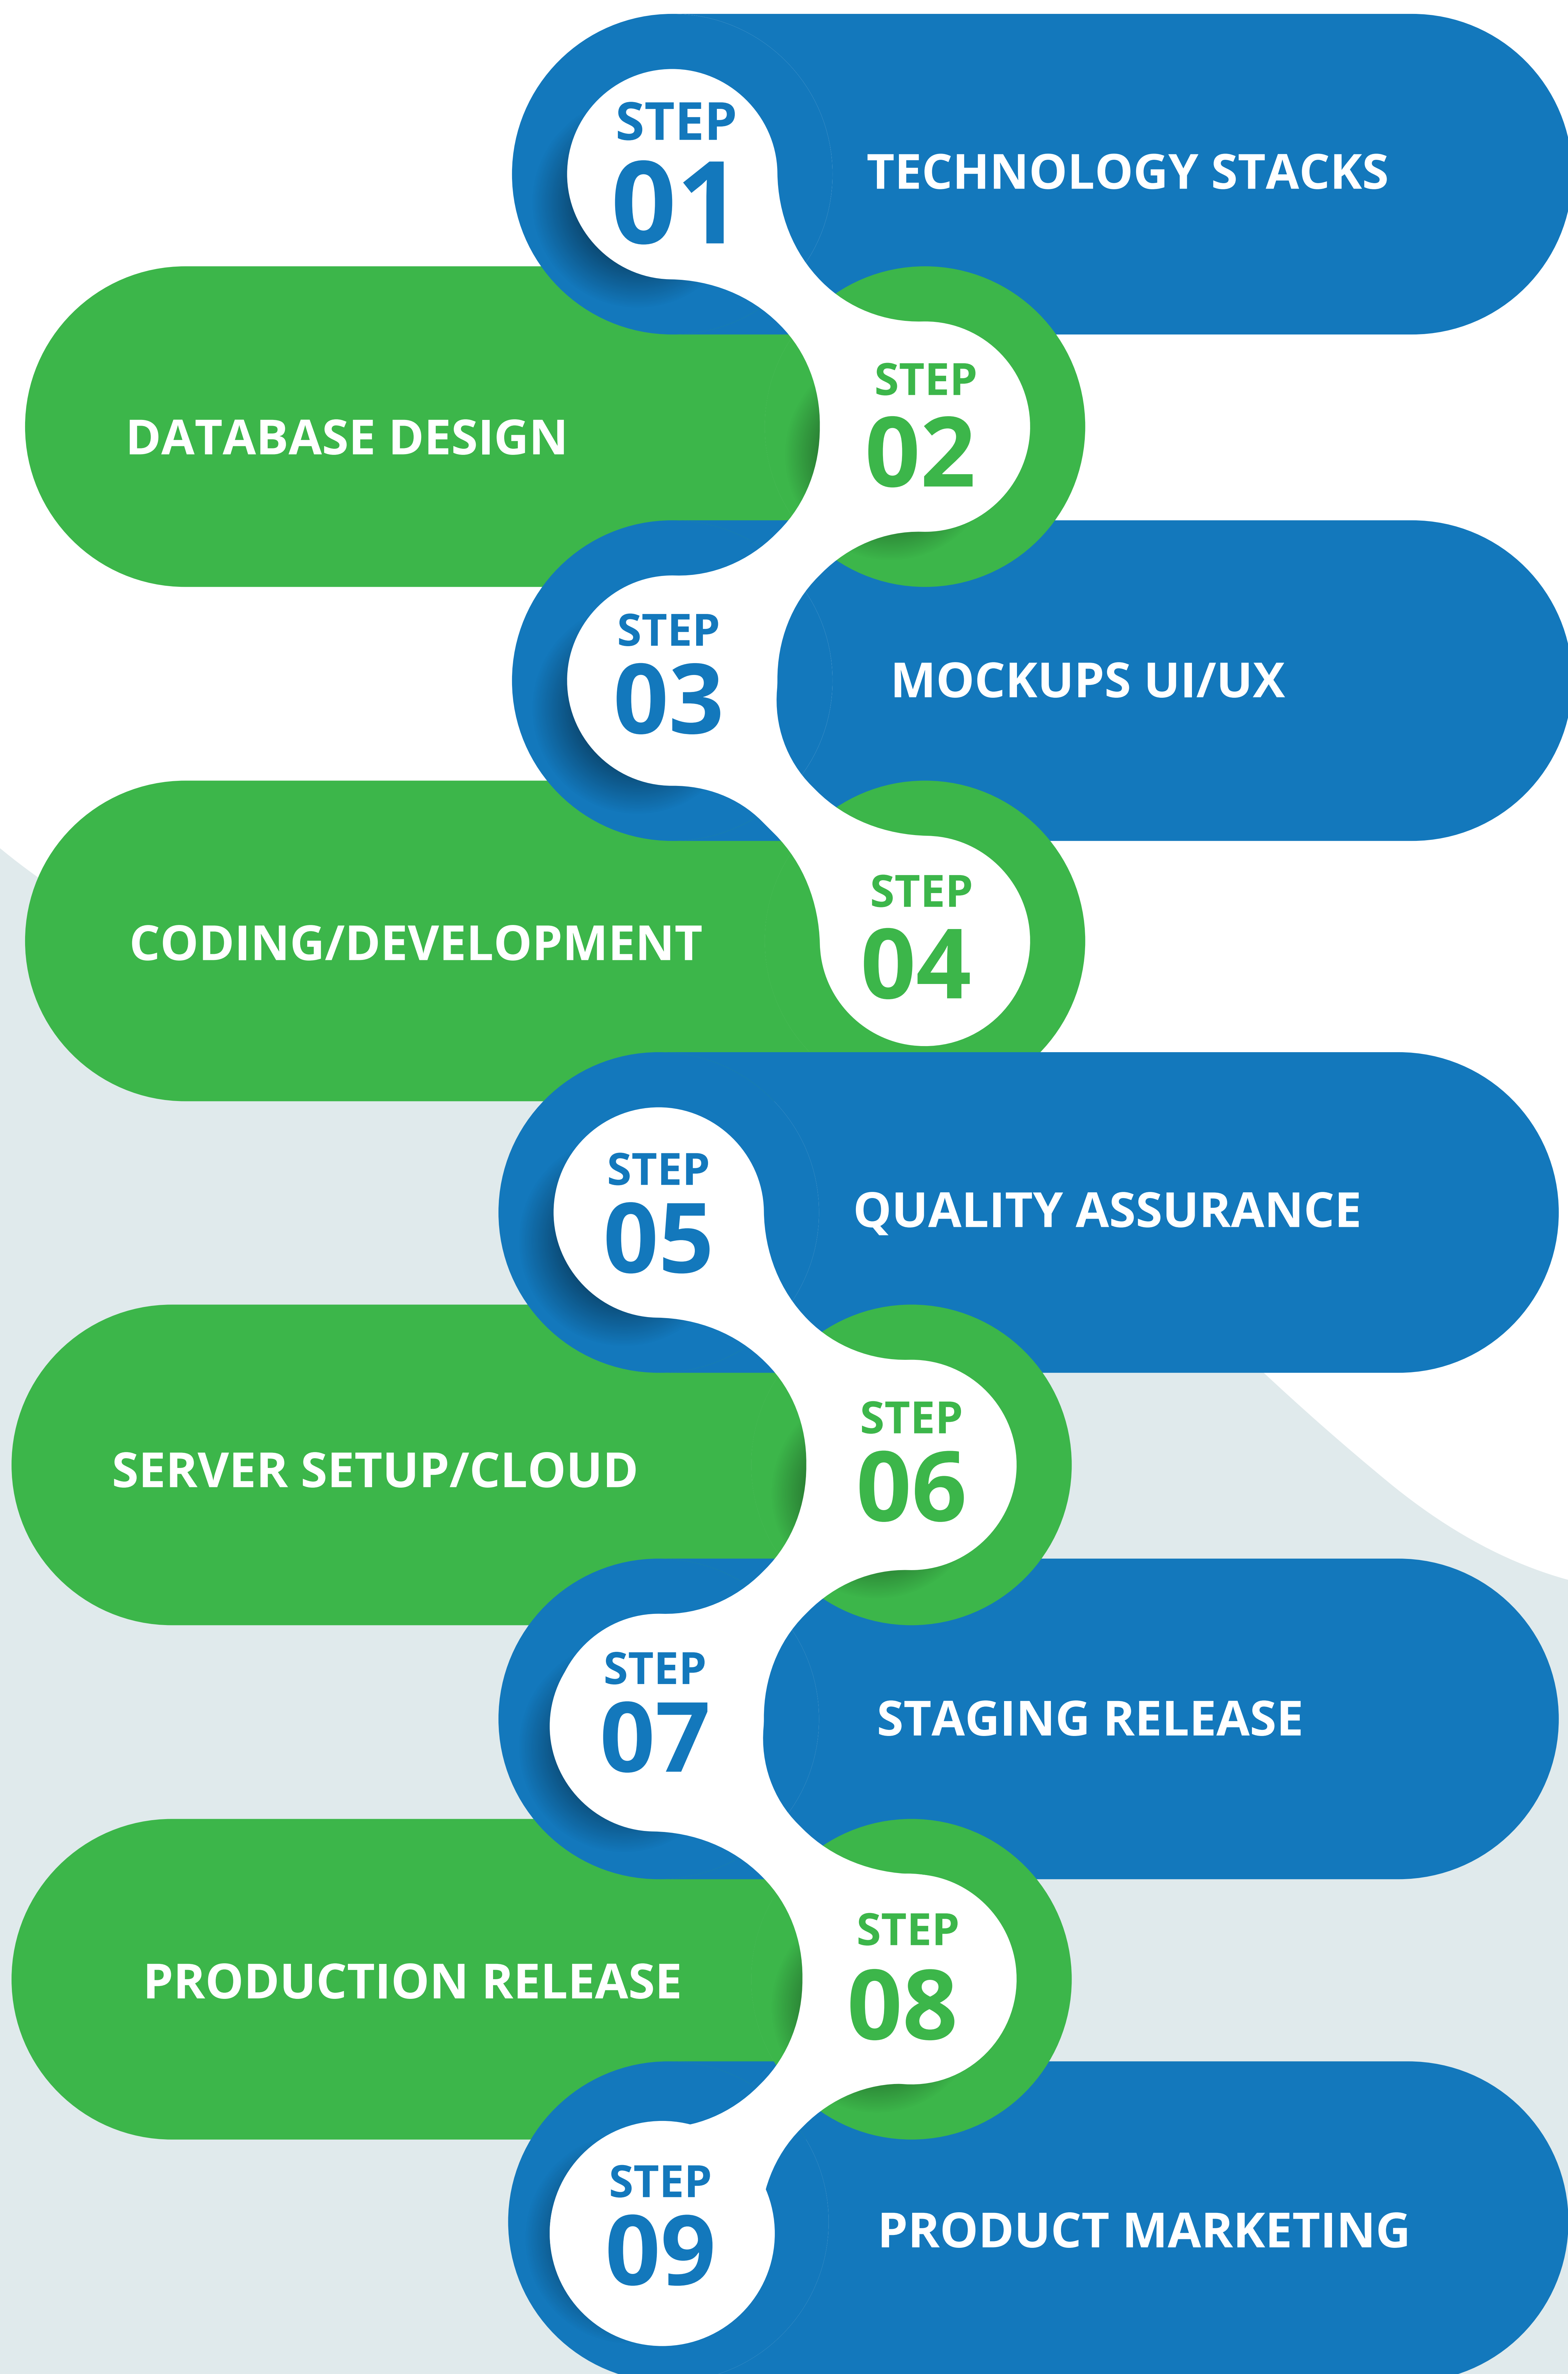 STEP
01
TECHNOLOGY STACKS
STEP
02
DATABASE DESIGN
STEP
03
MOCKUPS UI/UX
STEP
04
CODING/DEVELOPMENT
STEP
05
QUALITY ASSURANCE
STEP
06
SERVER SETUP/CLOUD
STEP
07
STAGING RELEASE
STEP
08
PRODUCTION RELEASE
STEP
09
PRODUCT MARKETING